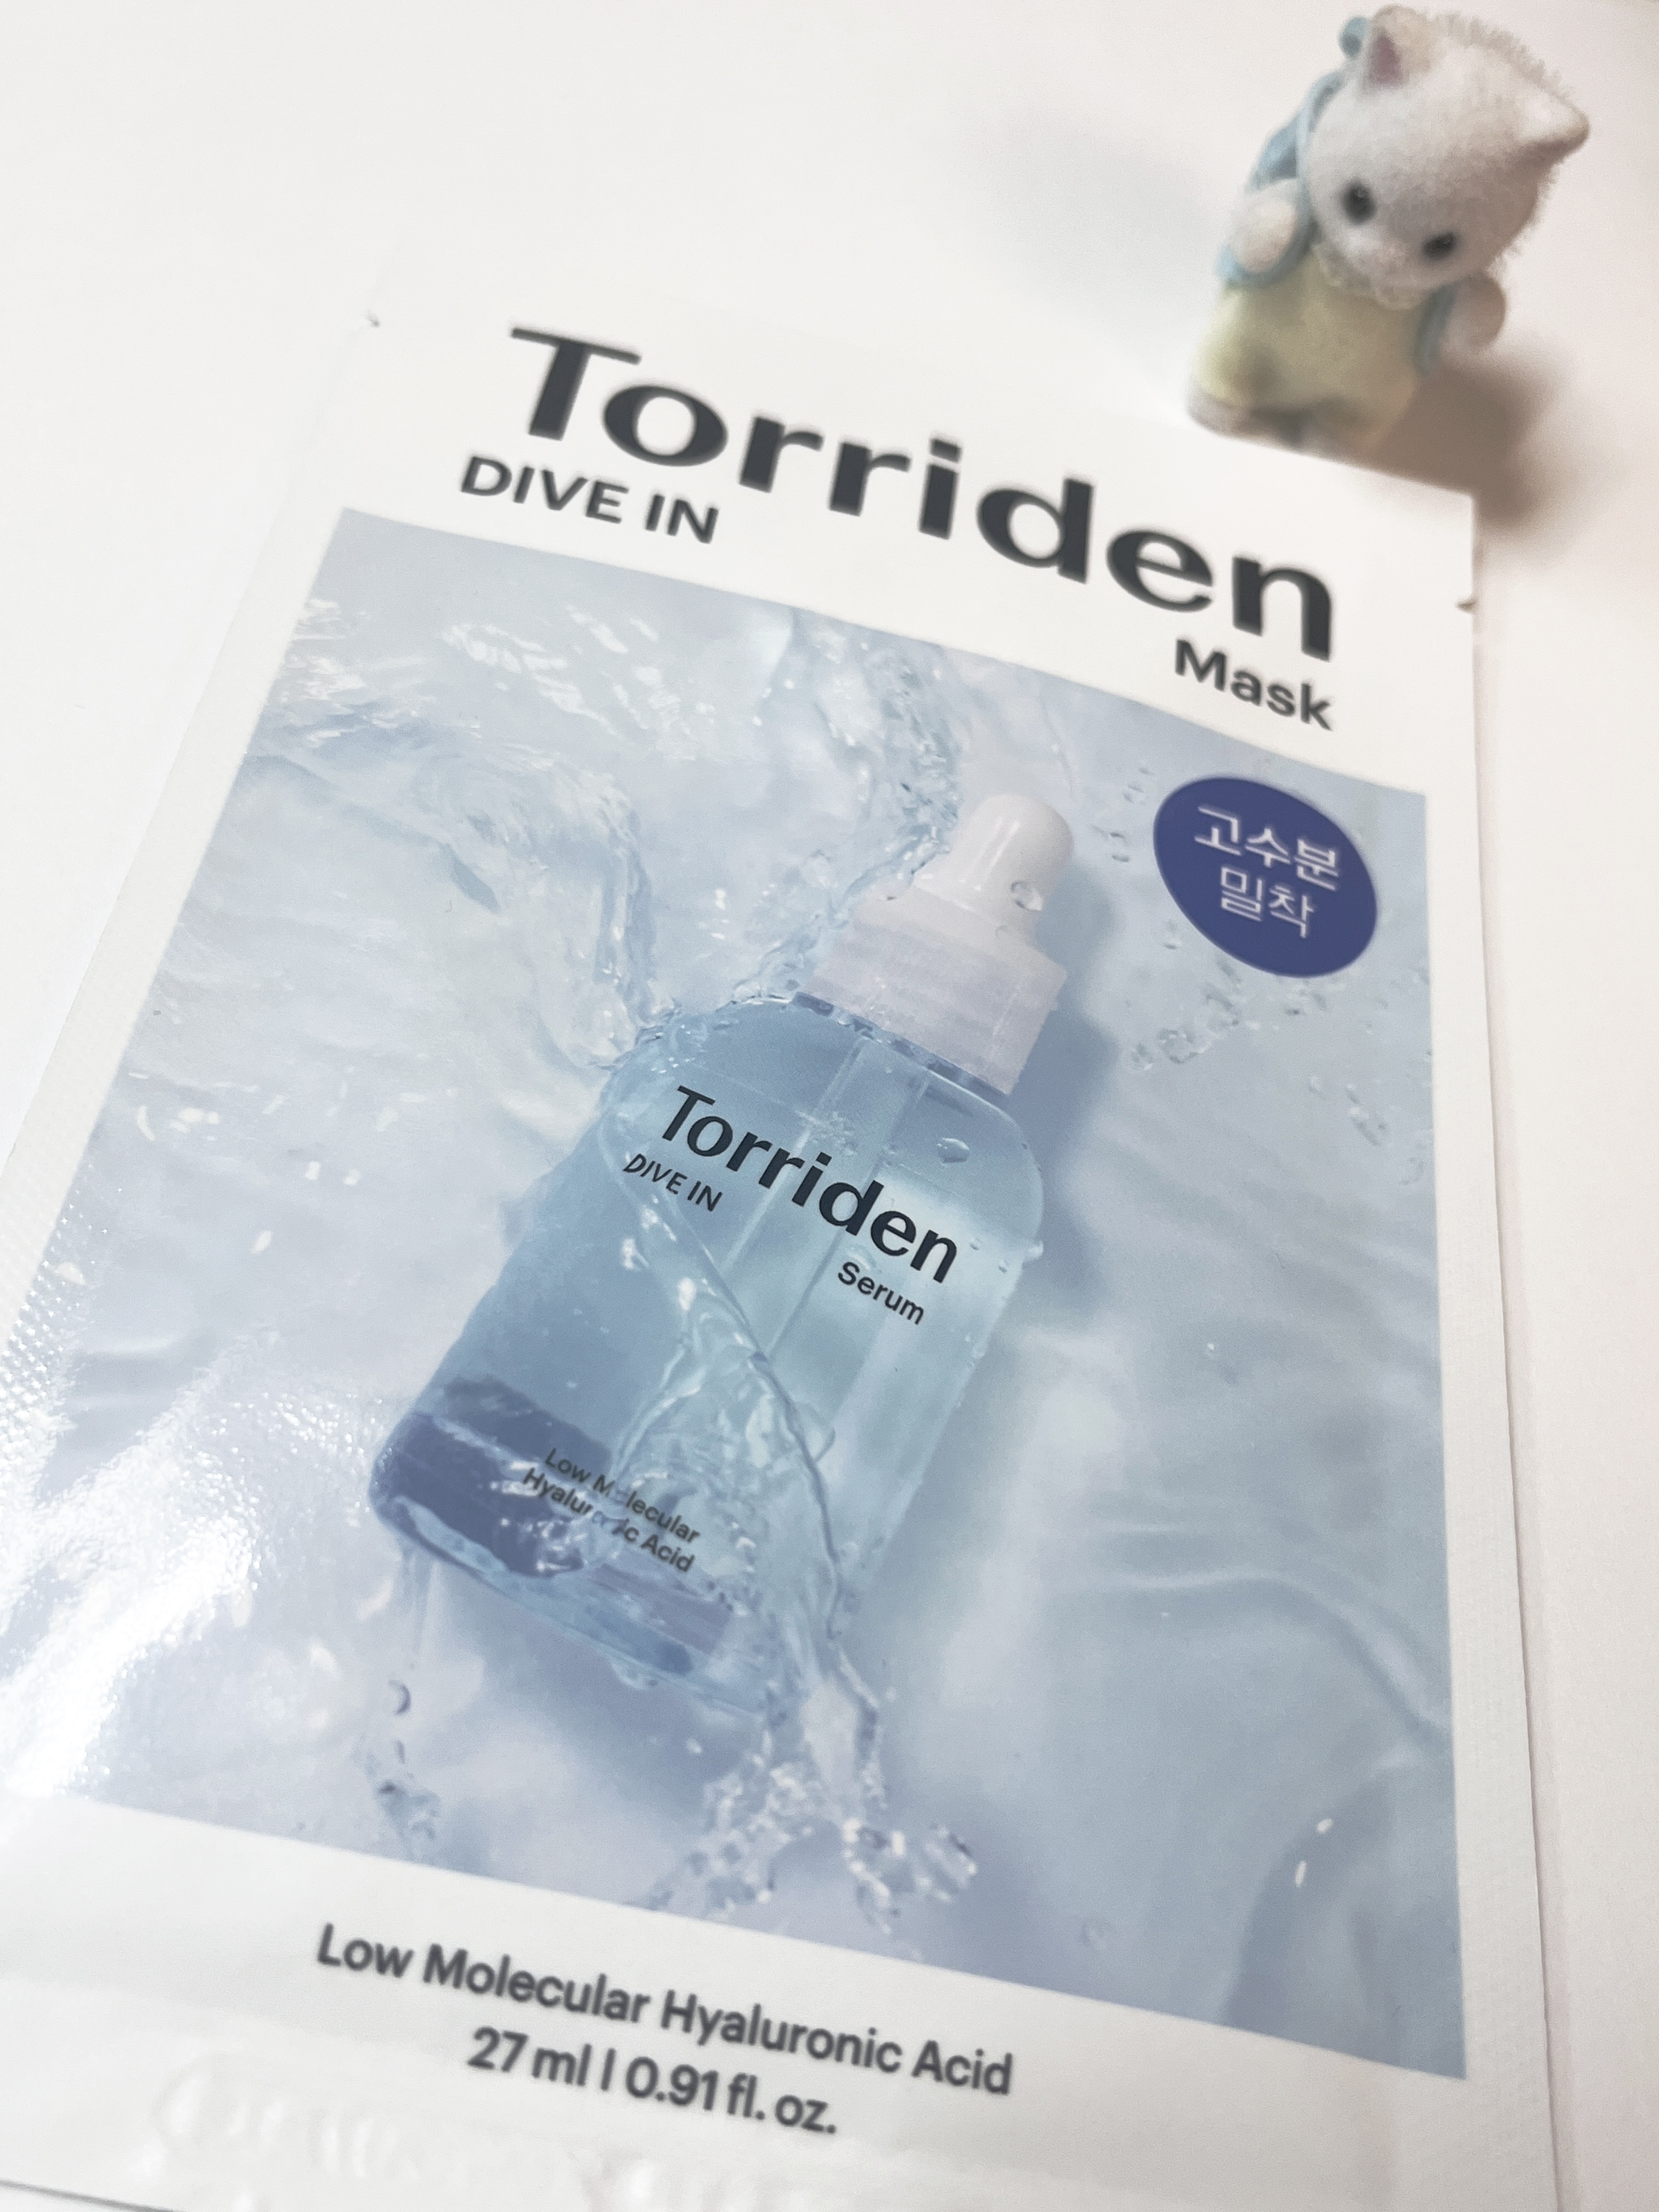 Torriden
DIVE IN
Mask
고수분
밀착
Torriden
DIVE IN
Serum
Low Molecular
Hyaluronic Acid
Low Molecular Hyaluronic Acid
27 ml | 0.91 fl. oz.